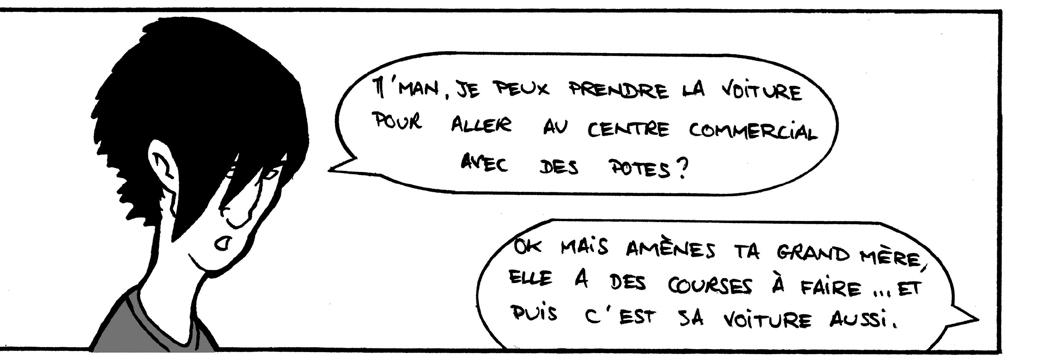 M'MAN, JE PEUX PRENDRE LA VOITURE
POUR ALLER AU CENTRE COMMERCIAL
AVEC DES POTES?
OK MAIS AMÈNES TA GRAND MÈRE,
ELLE A DES COURSES À FAIRE ... ET
PUIS C'EST SA VOITURE AUSSI.